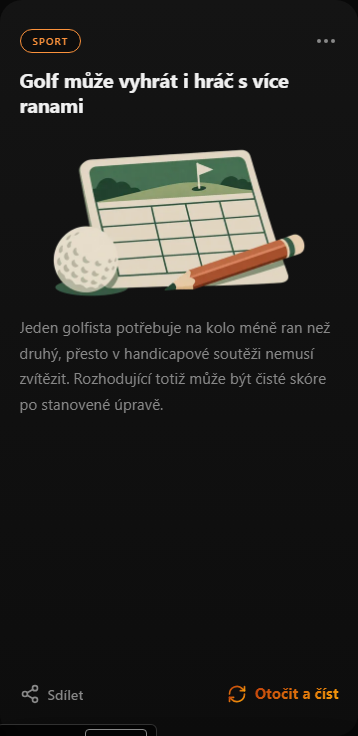 SPORT
Golf může vyhrát i hráč s více
ranami
Jeden golfista potřebuje na kolo méně ran než
druhý, přesto v handicapové soutěži nemusí
zvítězit. Rozhodující totiž může být čisté skóre
po stanovené úpravě.
Sdílet
Otočit a číst